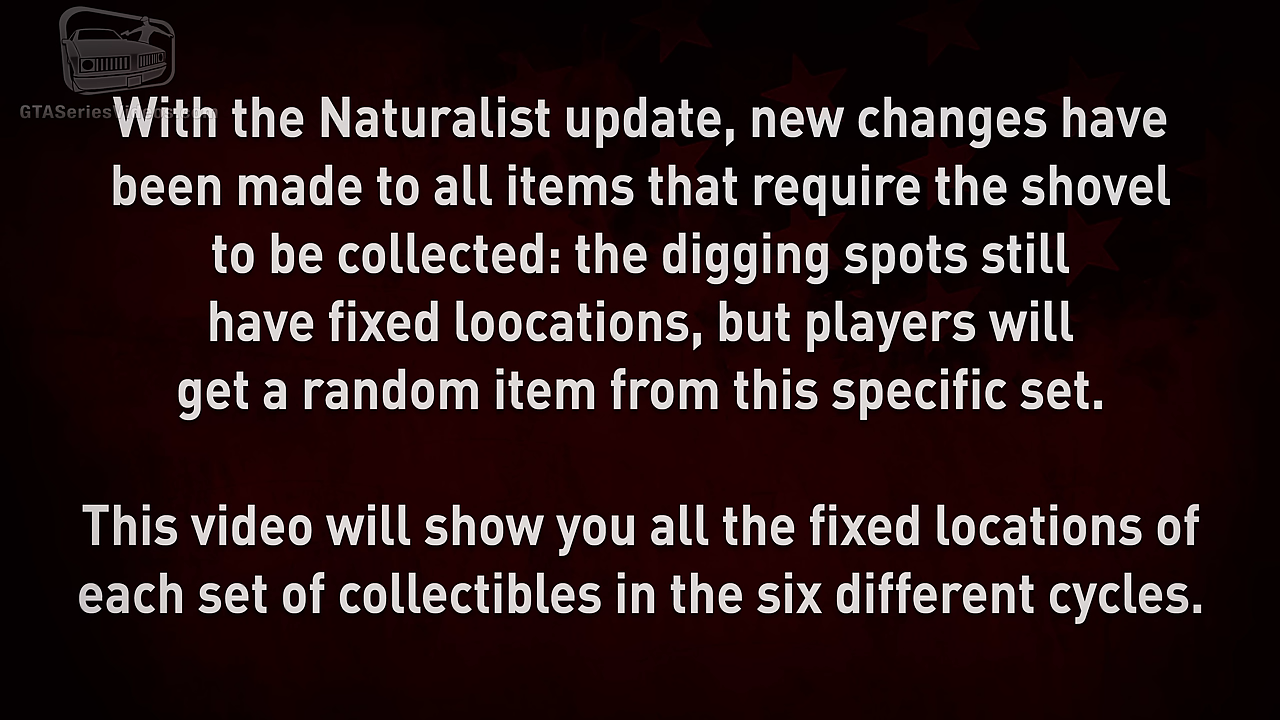 GTASeriesVideos.com
With the Naturalist update, new changes have
been made to all items that require the shovel
to be collected: the digging spots still
have fixed loocations, but players will
get a random item from this specific set.
This video will show you all the fixed locations of
each set of collectibles in the six different cycles.